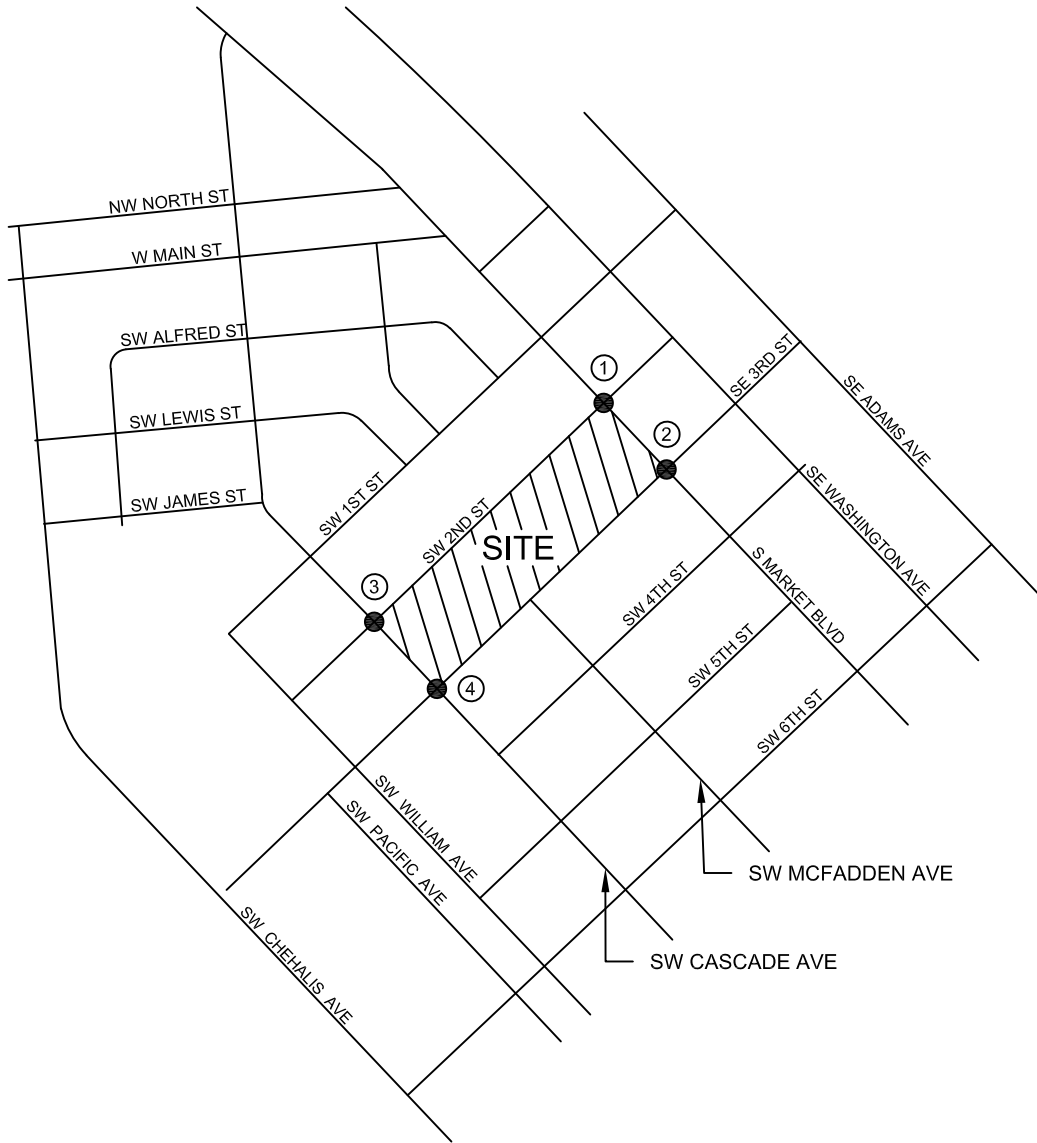 NW NORTH ST
W MAIN ST
SW ALFRED ST
SW LEWIS ST
SW JAMES ST
SW 1ST ST
SW 2ND ST
SITE
1
2
3
4
SE 3RD ST
SE ADAMS AVE
SE WASHINGTON AVE
S MARKET BLVD
SW 4TH ST
SW 5TH ST
SW 6TH ST
SW WILLIAM AVE
SW PACIFIC AVE
SW CHEHALIS AVE
SW MCFADDEN AVE
SW CASCADE AVE